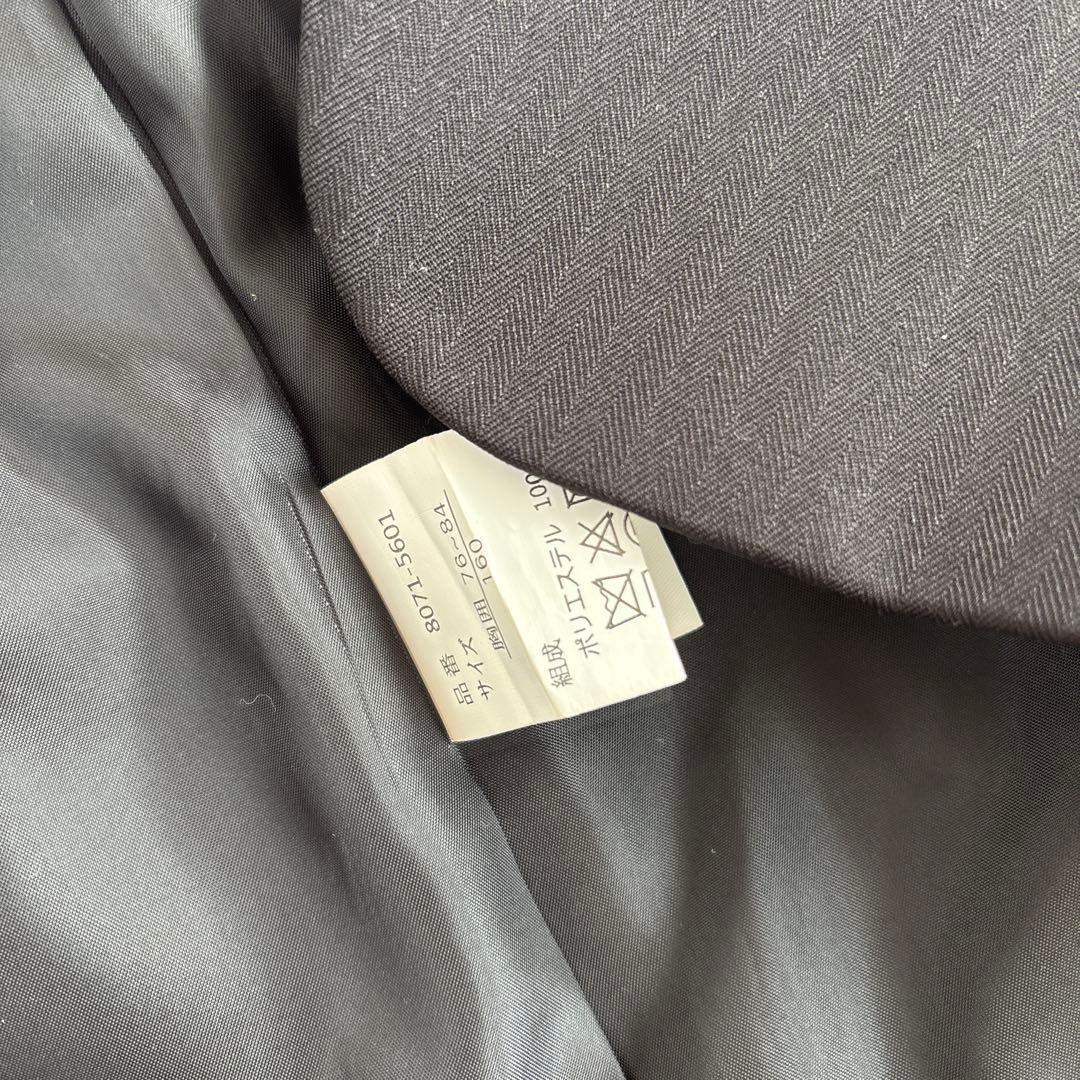 品番 8071-5601
サイズ 76~84
胸囲 160
組成
ポリエステル 100